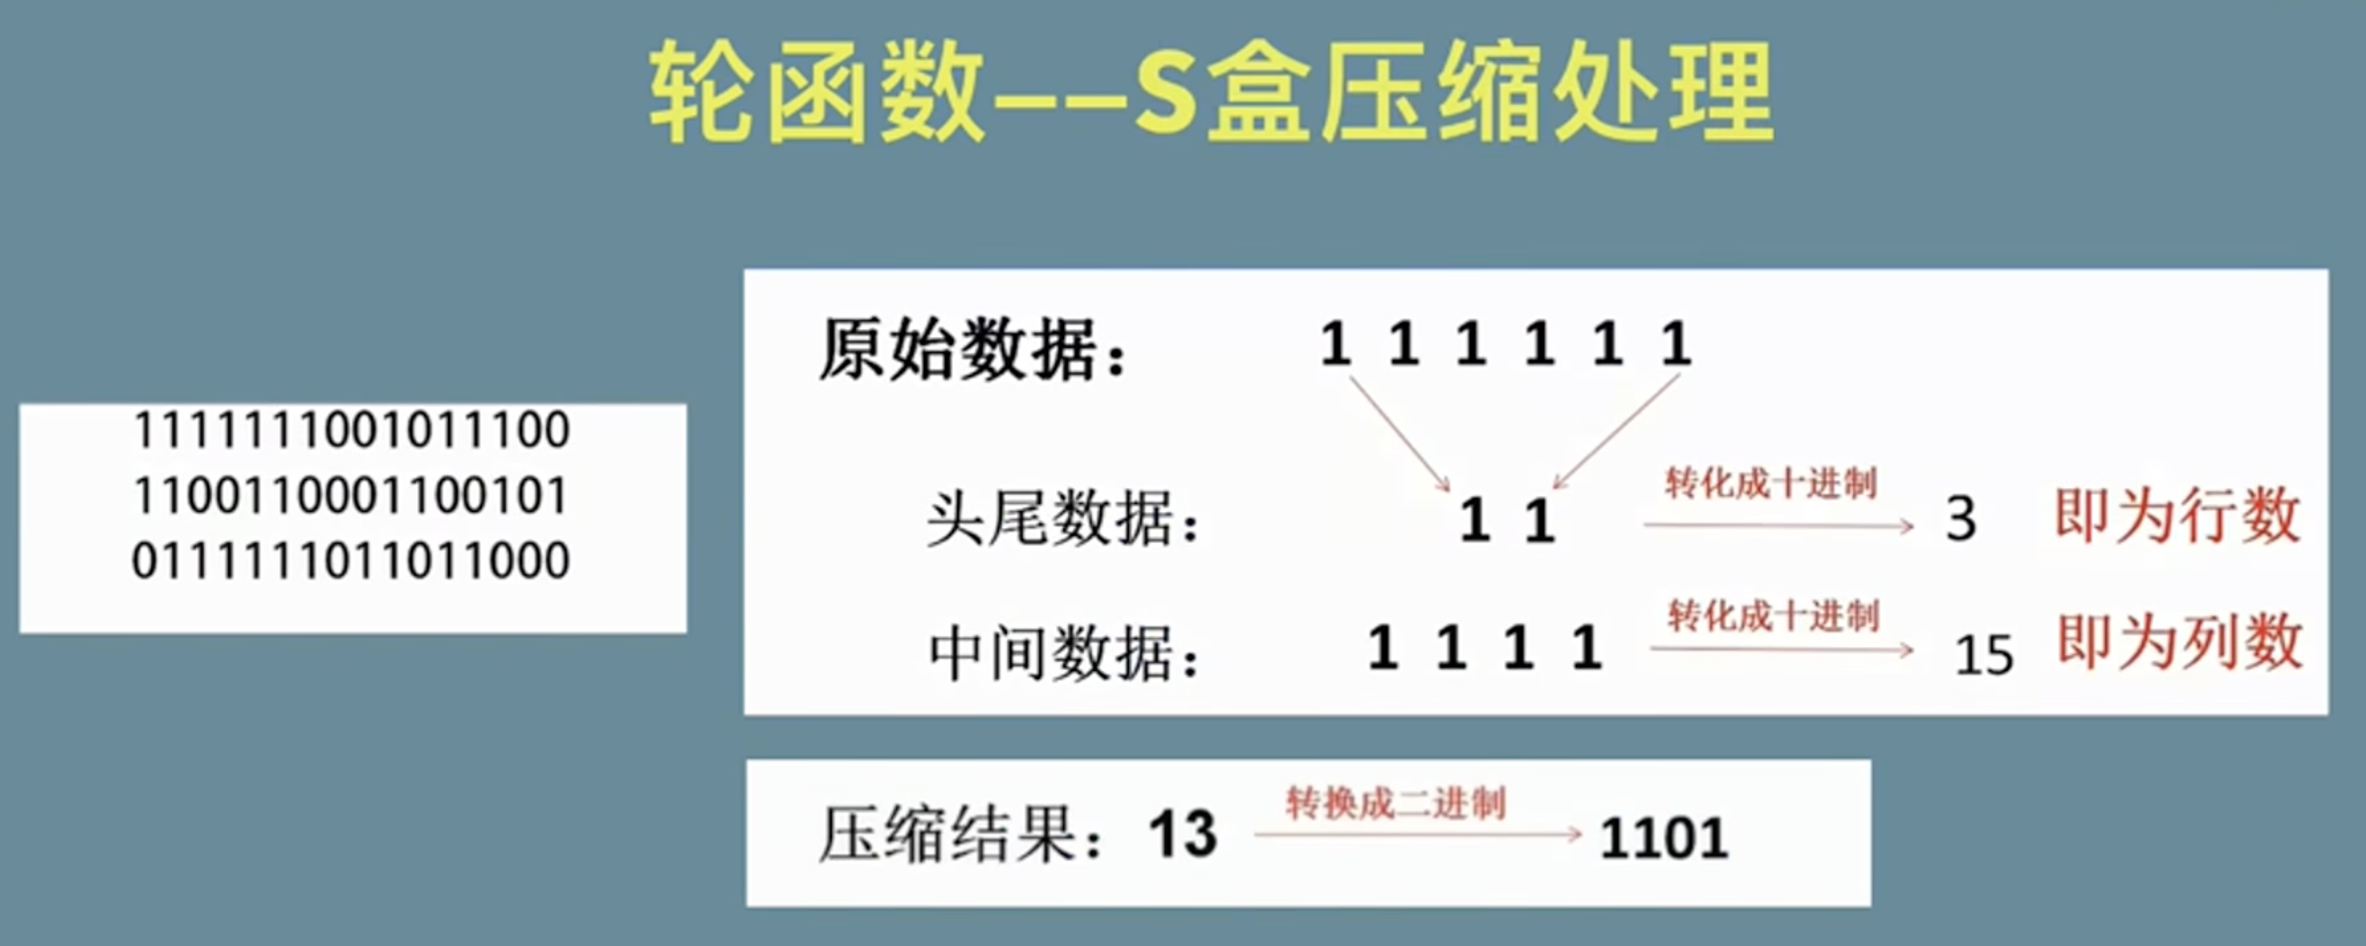 轮函数——S盒压缩处理
1111111001011100
1100110001100101
0111111011011000
原始数据： 1 1 1 1 1 1
头尾数据： 1 1 转化成十进制 3 即为行数
中间数据： 1 1 1 1 转化成十进制 15 即为列数
压缩结果：13 转换成二进制 1101